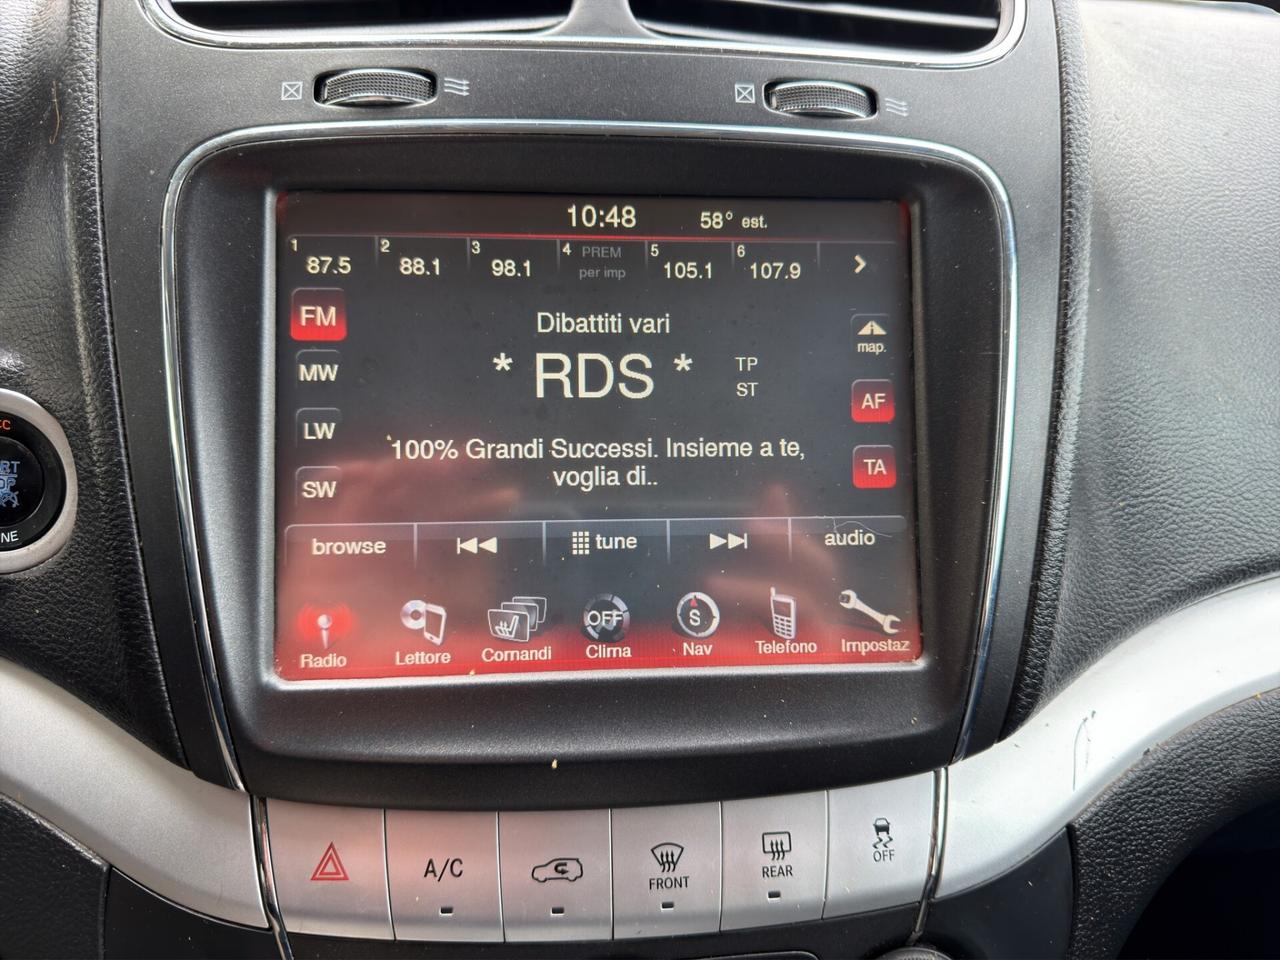 10:48 58° est.
1 87.5 2 88.1 3 98.1 4 PREM per imp 5 105.1 6 107.9
FM
MW
LW
SW
Dibattiti vari
* RDS *
TP
ST
100% Grandi Successi. Insieme a te,
voglia di..
map.
AF
TA
browse tune audio
OFF S
Radio Lettore Comandi Clima Nav Telefono Impostaz
A/C FRONT REAR OFF